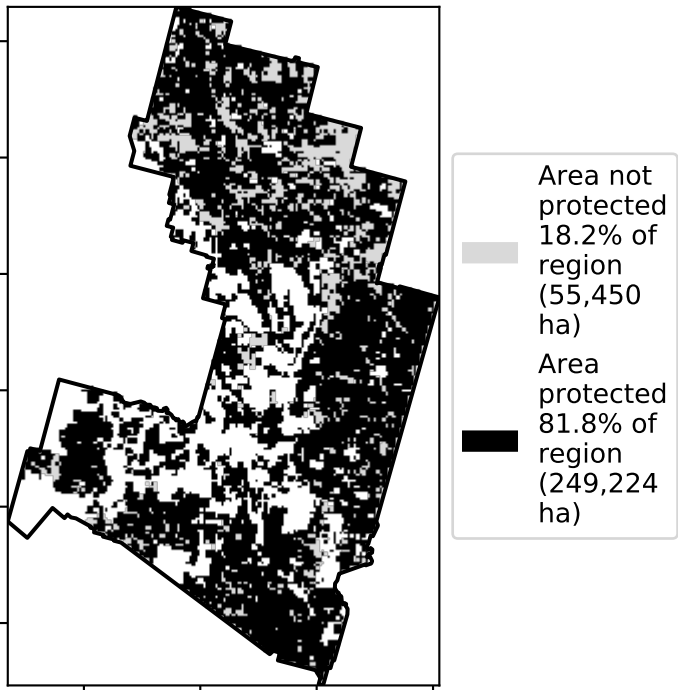 Area not
protected
18.2% of
region
(55,450
ha)
Area
protected
81.8% of
region
(249,224
ha)